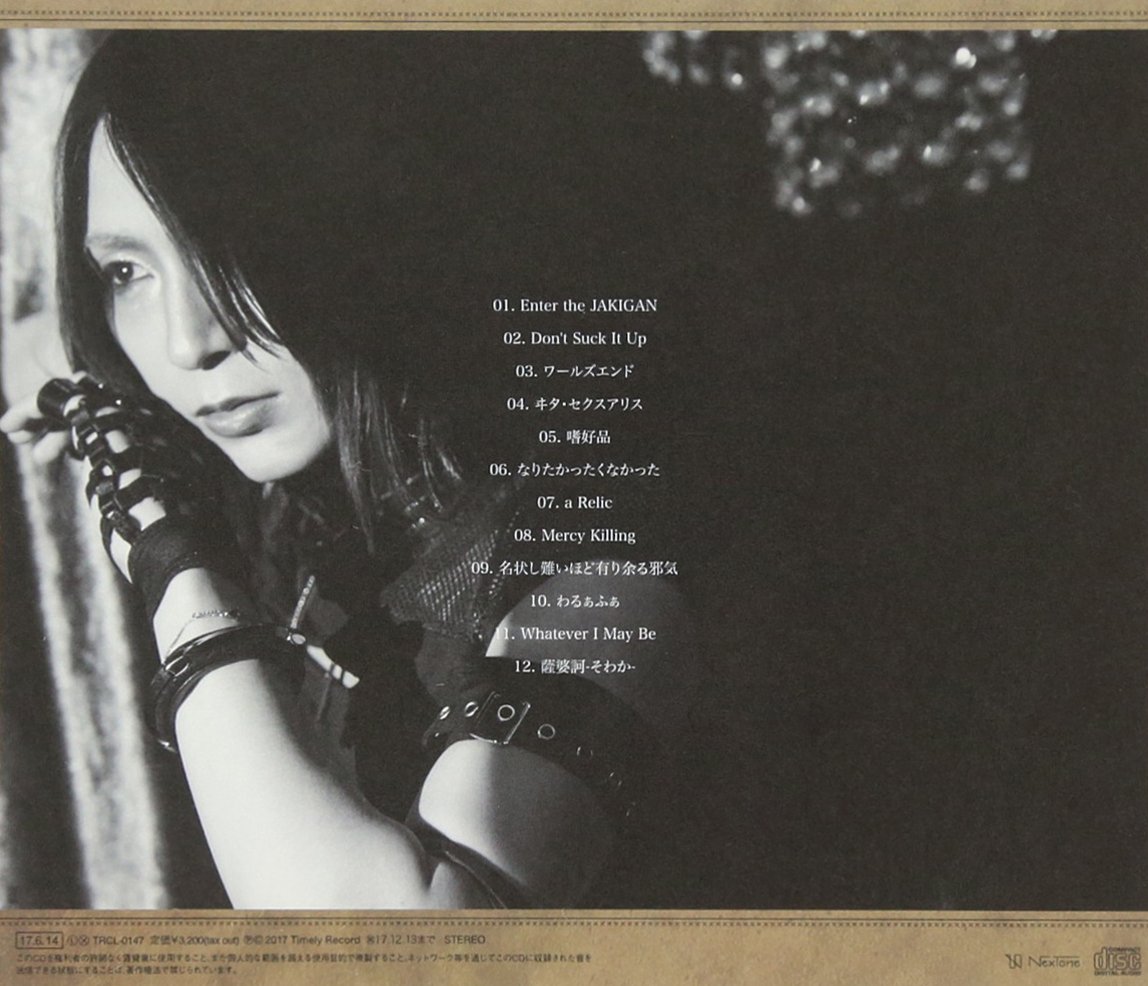 01. Enter the JAKIGAN
02. Don't Suck It Up
03. ワールズエンド
04. ヰタ・セクスアリス
05. 嗜好品
06. なりたかったくなかった
07. a Relic
08. Mercy Killing
09. 名状し難いほど有り余る邪気
10. わるぁふぁ
11. Whatever I May Be
12. 薩婆訶-そわか-
17.6.14 Ⓛ Ⓧ TRCL-0147 定価¥3,200(tax out) ℗© 2017 Timely Record 17.12.13まで STEREO
このCDを権利者の許諾なく賃貸業に使用すること、また個人的な範囲を超える使用目的で複製すること、ネットワーク等を通じてこのCDに収録された音を
送信できる状態にすることは、著作権法で禁じられています。
NexTone
COMPACT
disc
DIGITAL AUDIO